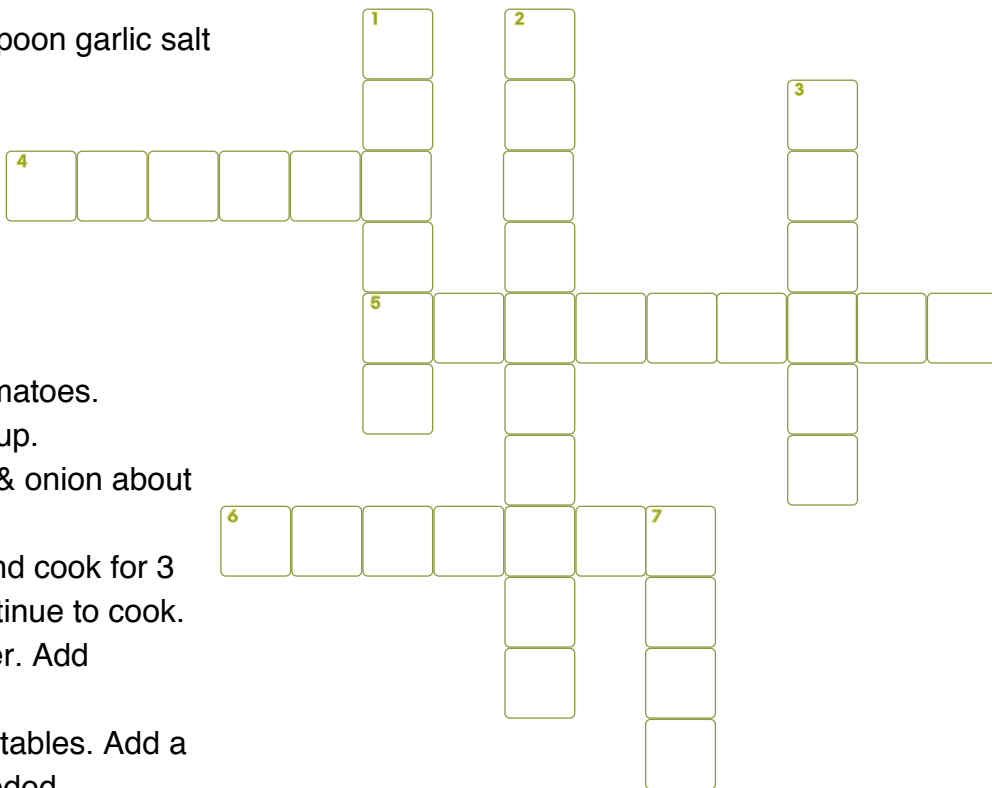 1
2
poon garlic salt
3
4
5
matoes.
up.
& onion about
6
7
nd cook for 3
tinue to cook.
er. Add
tables. Add a